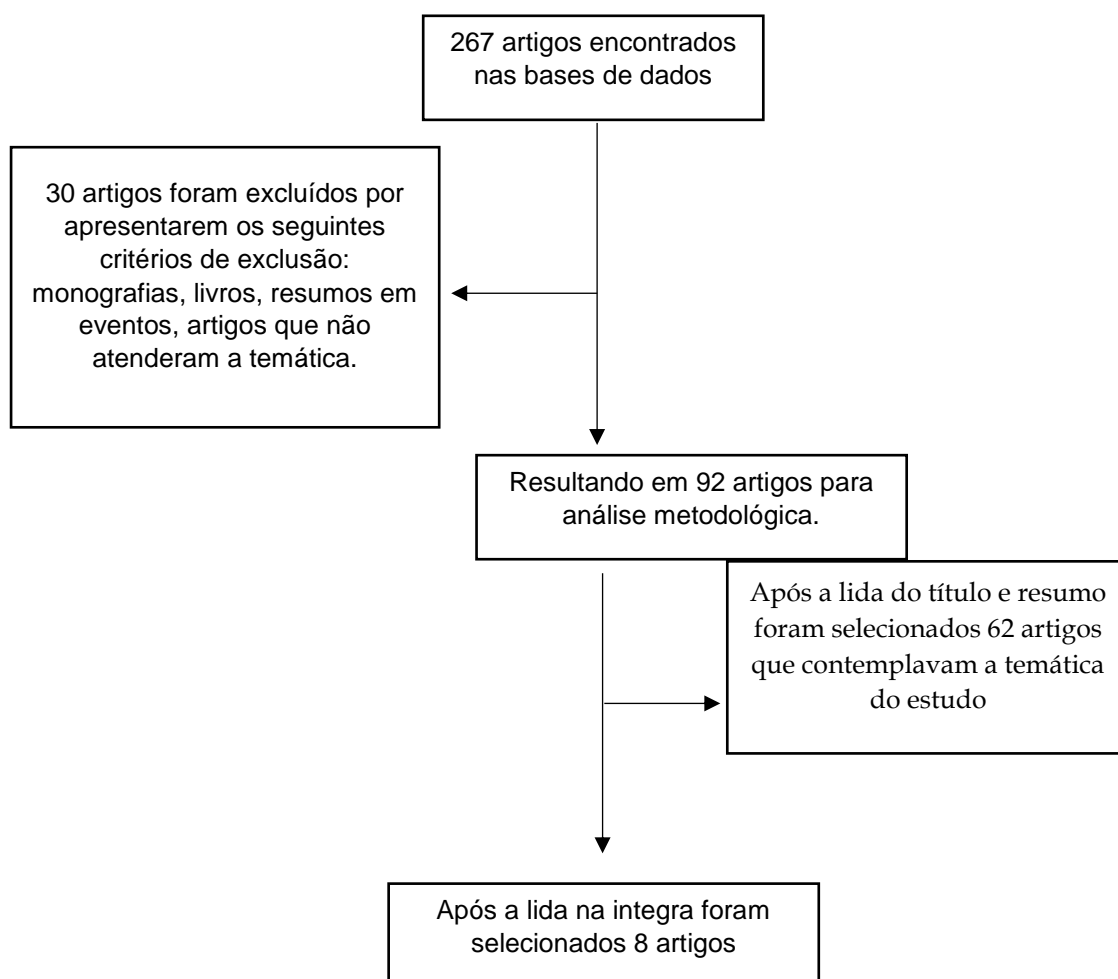 267 artigos encontrados
nas bases de dados
30 artigos foram excluídos por
apresentarem os seguintes
critérios de exclusão:
monografias, livros, resumos em
eventos, artigos que não
atenderam a temática.
Resultando em 92 artigos para
análise metodológica.
Após a lida do título e resumo
foram selecionados 62 artigos
que contemplavam a temática
do estudo
Após a lida na integra foram
selecionados 8 artigos